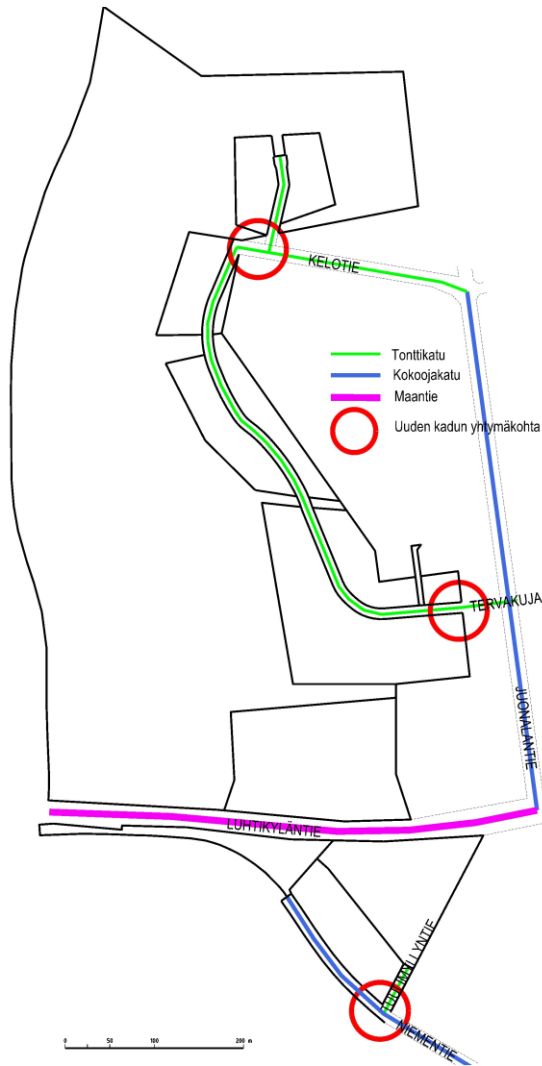 KELOTIE
Tonttikatu
Kokoojakatu
Maantie
Uuden kadun yhtymäkohta
TERVAKUJA
JUONALANTIE
LUHTIKYLÄNTIE
NIEMENTIE
0 50 100 200 m